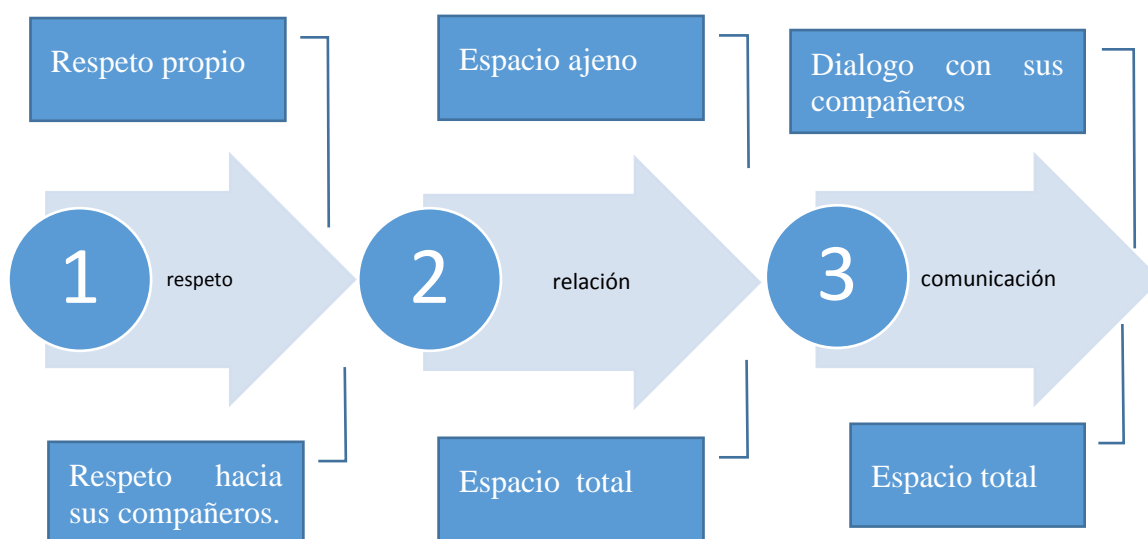 Respeto propio
Espacio ajeno
Dialogo con sus
compañeros
1
respeto
2
relación
3
comunicación
Respeto hacia
sus compañeros.
Espacio total
Espacio total